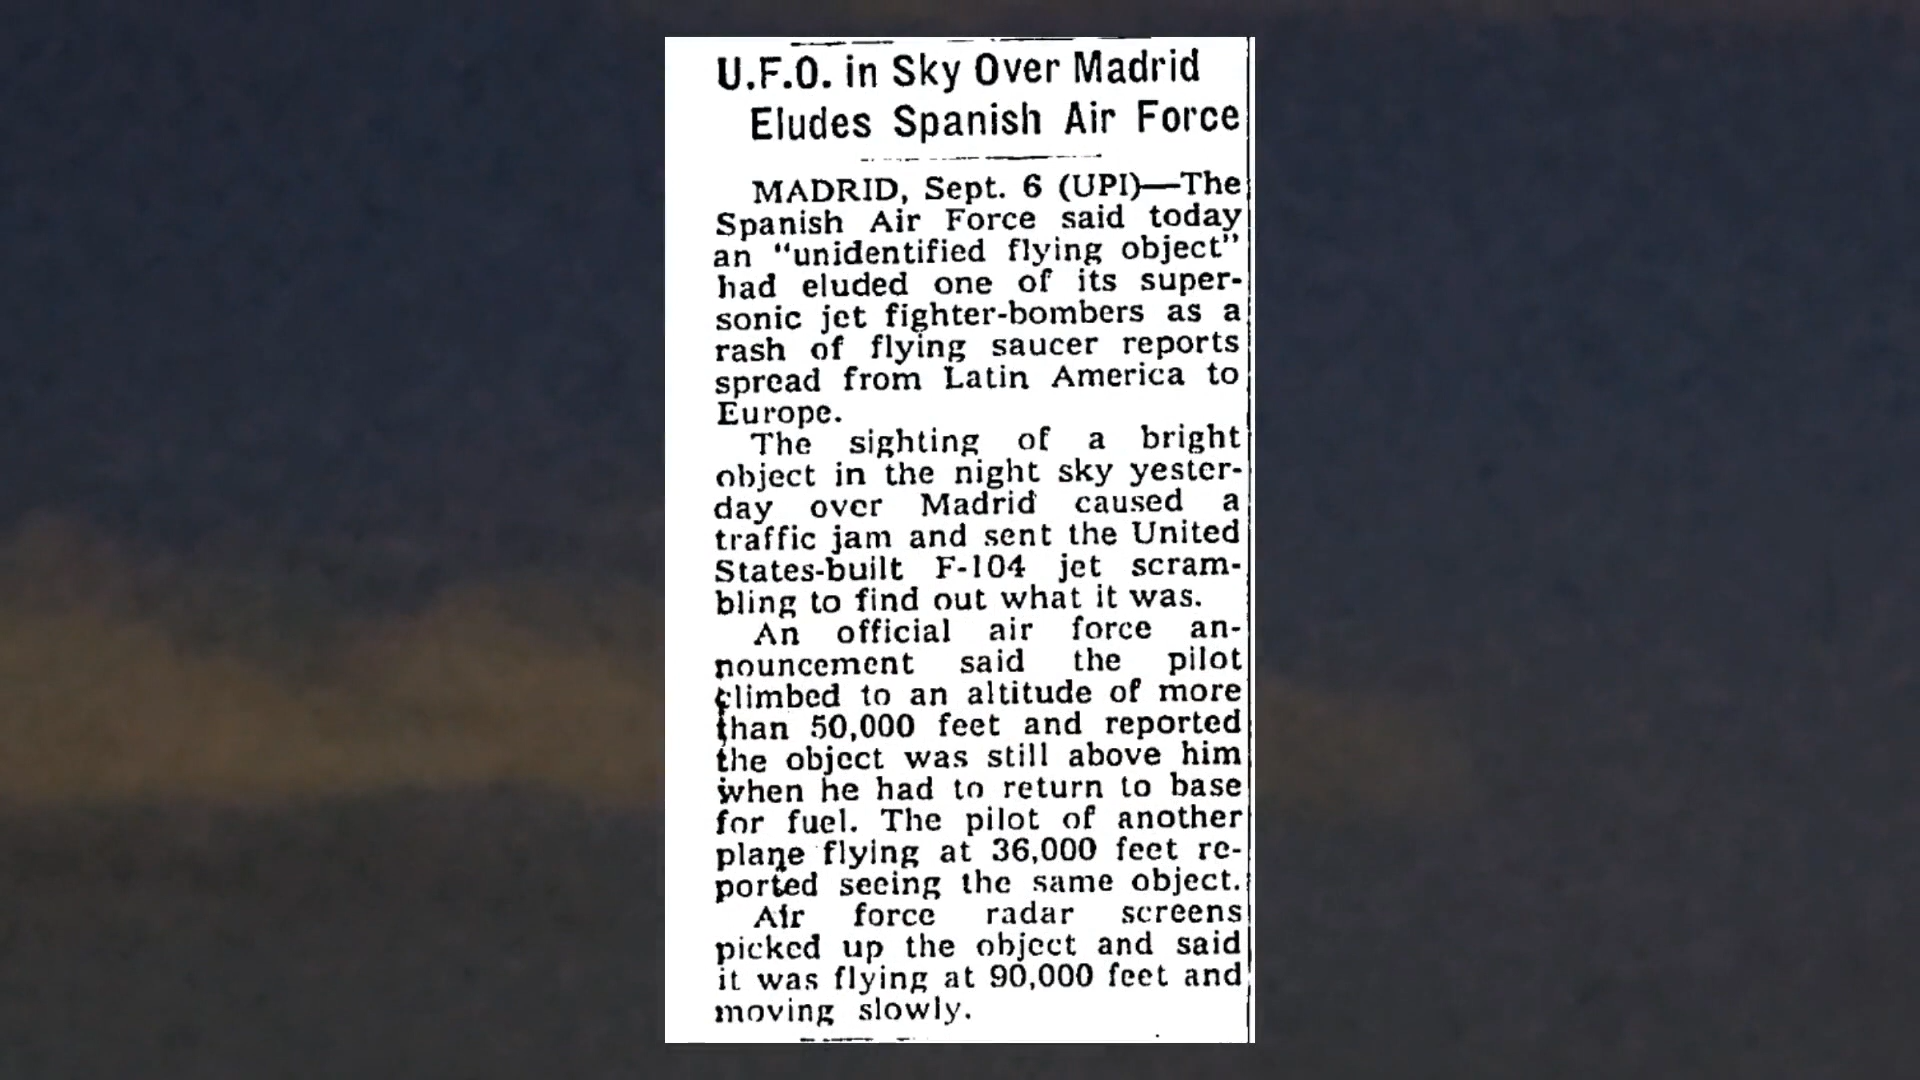 U.F.O. in Sky Over Madrid
Eludes Spanish Air Force
MADRID, Sept. 6 (UPI)—The
Spanish Air Force said today
an "unidentified flying object"
had eluded one of its super-
sonic jet fighter-bombers as a
rash of flying saucer reports
spread from Latin America to
Europe.
The sighting of a bright
object in the night sky yester-
day over Madrid caused a
traffic jam and sent the United
States-built F-104 jet scram-
bling to find out what it was.
An official air force an-
nouncement said the pilot
climbed to an altitude of more
than 50,000 feet and reported
the object was still above him
when he had to return to base
for fuel. The pilot of another
plane flying at 36,000 feet re-
ported seeing the same object.
Air force radar screens
picked up the object and said
it was flying at 90,000 feet and
moving slowly.